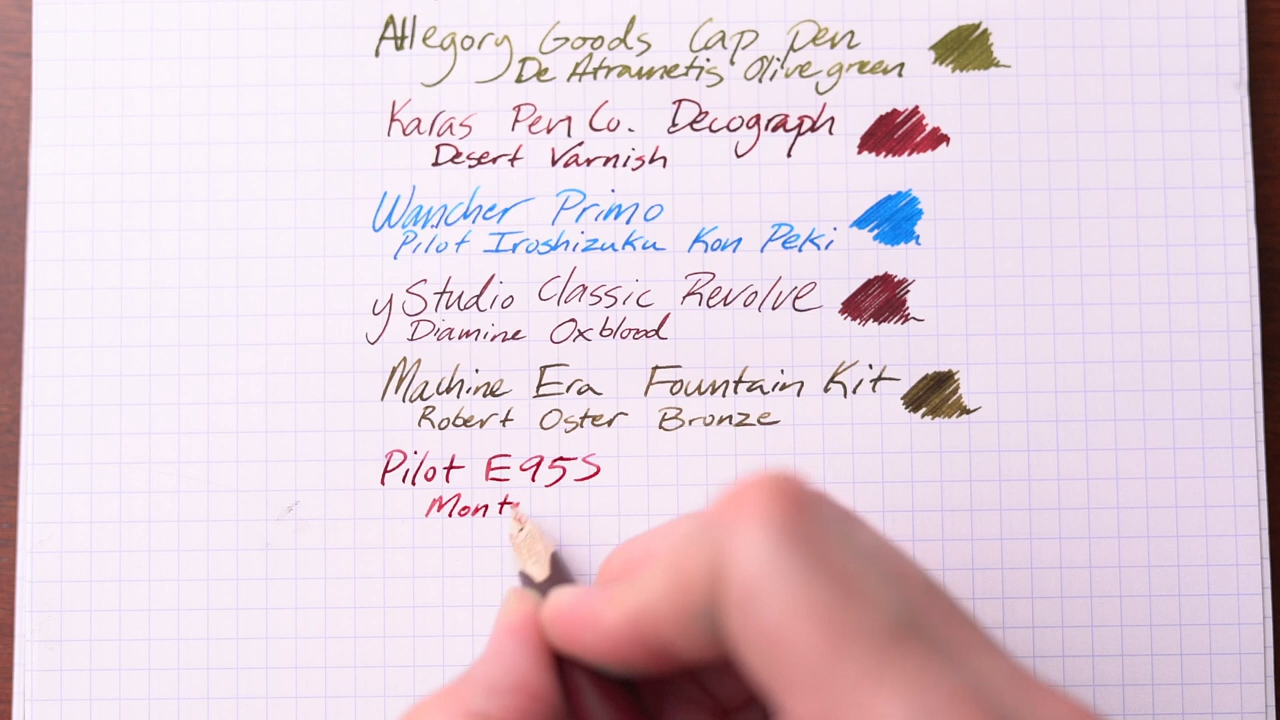 Allegory Goods Cap Pen
De Atrametis Olive green
Karas Pen Co. Decograph
Desert Varnish
Wancher Primo
Pilot Iroshizuku Kon Peki
yStudio Classic Revolve
Diamine Oxblood
Machine Era Fountain Kit
Robert Oster Bronze
Pilot E95S
Mont